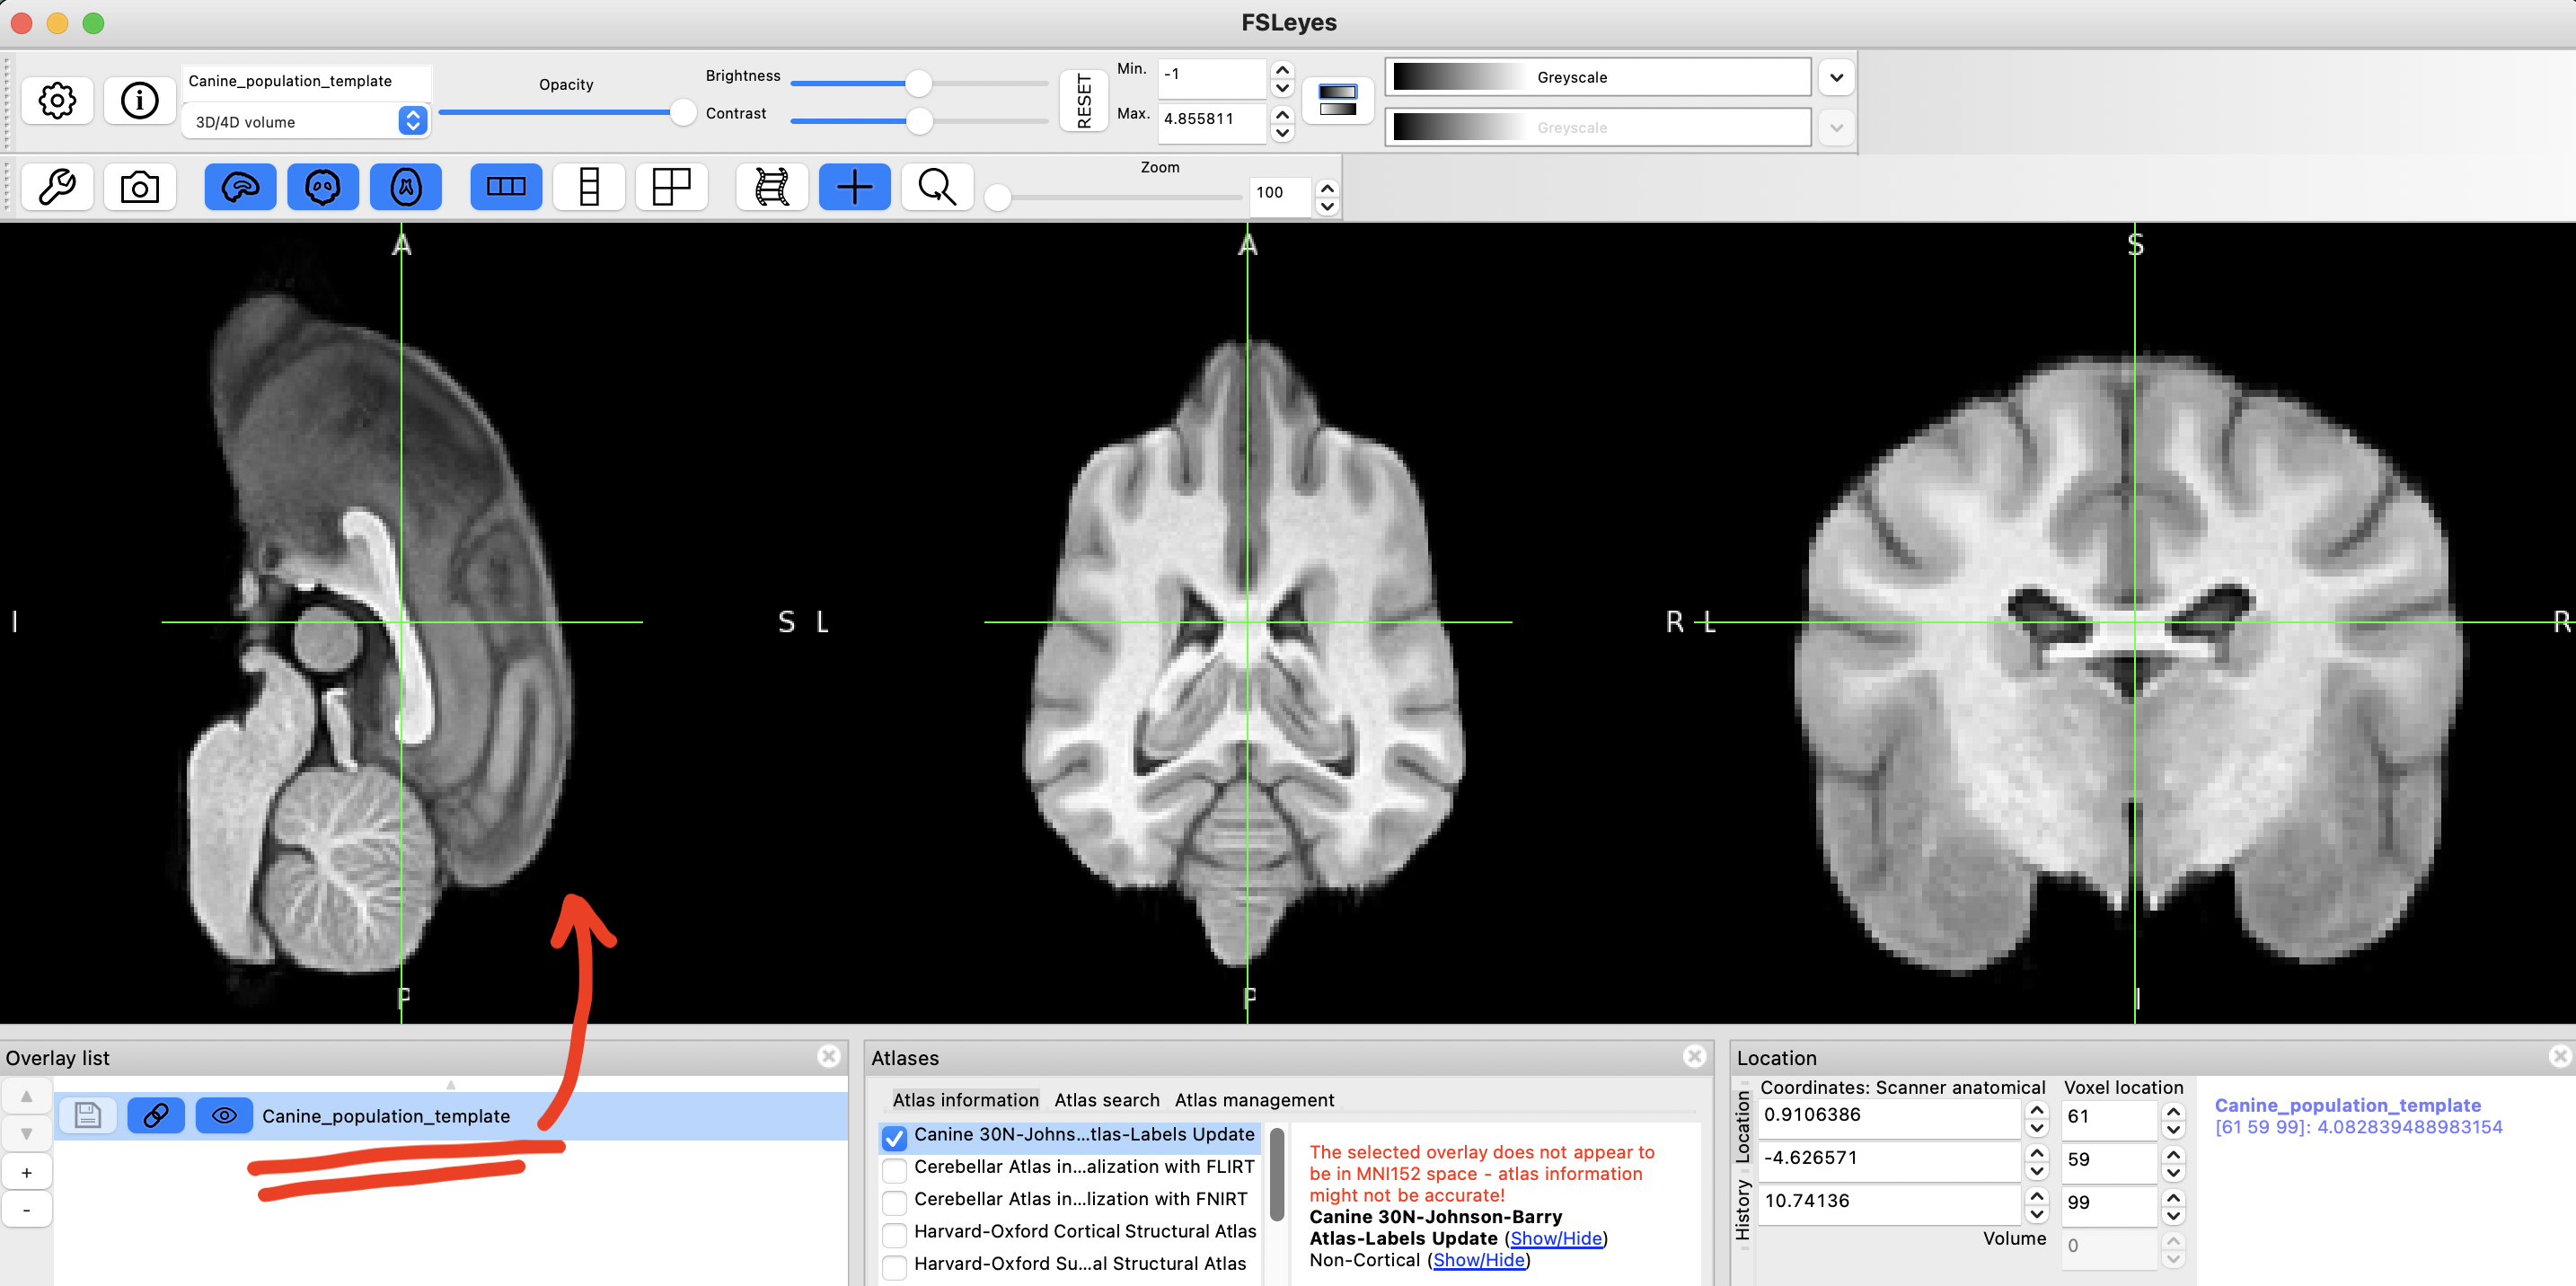 FSLeyes
Canine_population_template
3D/4D volume
Opacity
Brightness
Contrast
RESET
Min.
-1
Max.
4.855811
Greyscale
Greyscale
Zoom
100
A
I
S
P
A
L
R
P
S
L
R
I
Overlay list
Canine_population_template
+
-
Atlases
Atlas information Atlas search Atlas management
Canine 30N-Johns...tlas-Labels Update
Cerebellar Atlas in...alization with FLIRT
Cerebellar Atlas in...lization with FNIRT
Harvard-Oxford Cortical Structural Atlas
Harvard-Oxford Su...al Structural Atlas
The selected overlay does not appear to
be in MNI152 space - atlas information
might not be accurate!
Canine 30N-Johnson-Barry
Atlas-Labels Update (Show/Hide)
Non-Cortical (Show/Hide)
Location
Location
History
Coordinates: Scanner anatomical Voxel location
0.9106386 61
-4.626571 59
10.74136 99
Volume 0
Canine_population_template
[61 59 99]: 4.082839488983154